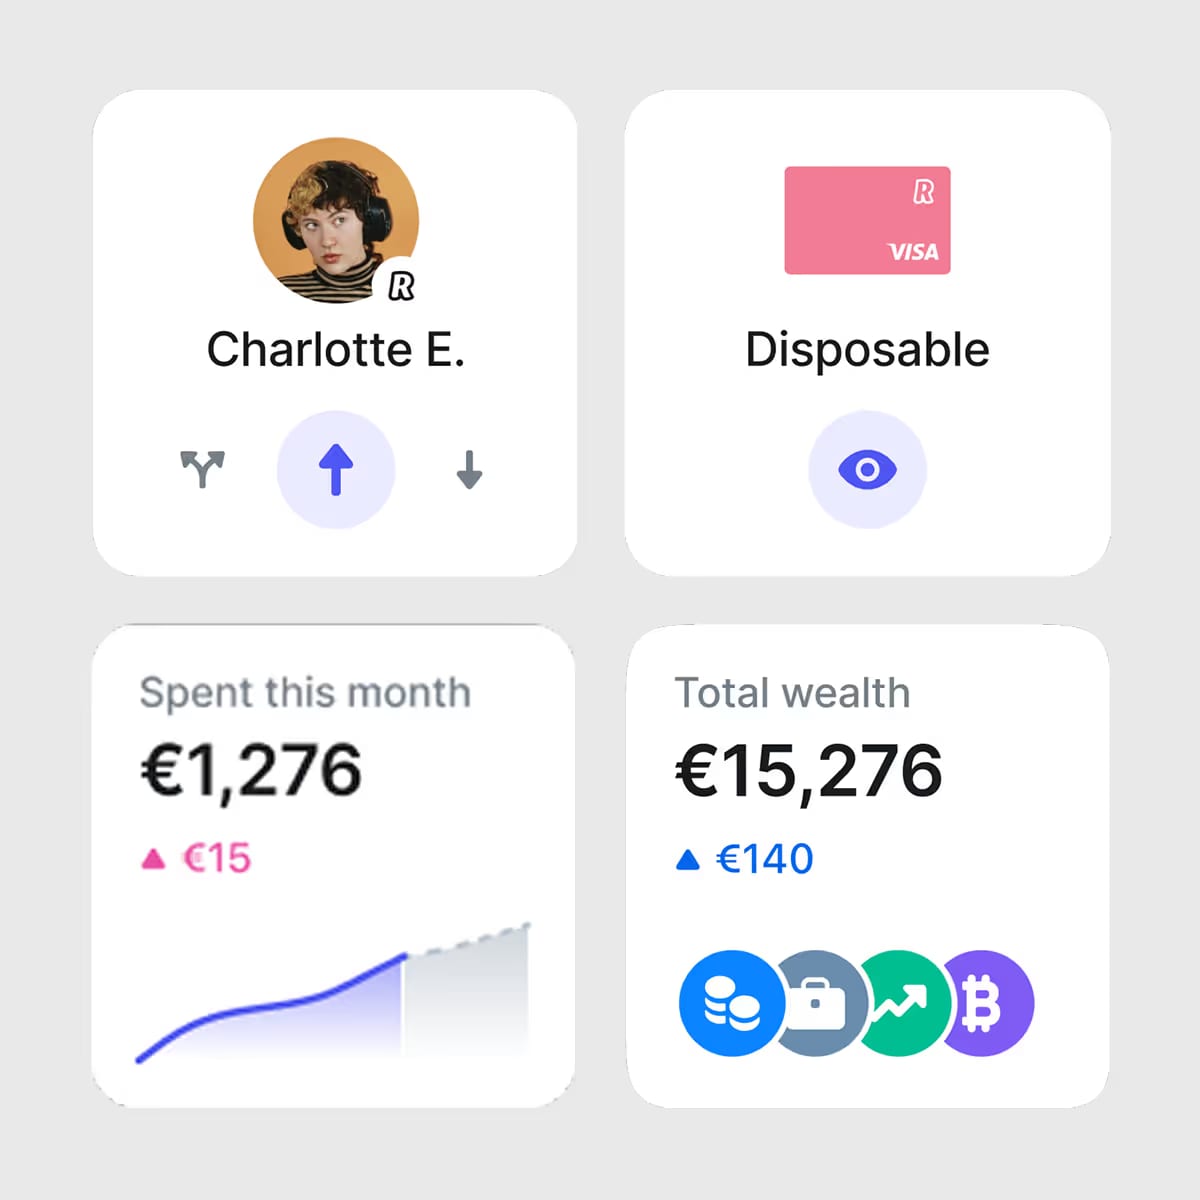 R
Charlotte E.
R
VISA
Disposable
Spent this month
€1,276
€15
Total wealth
€15,276
€140